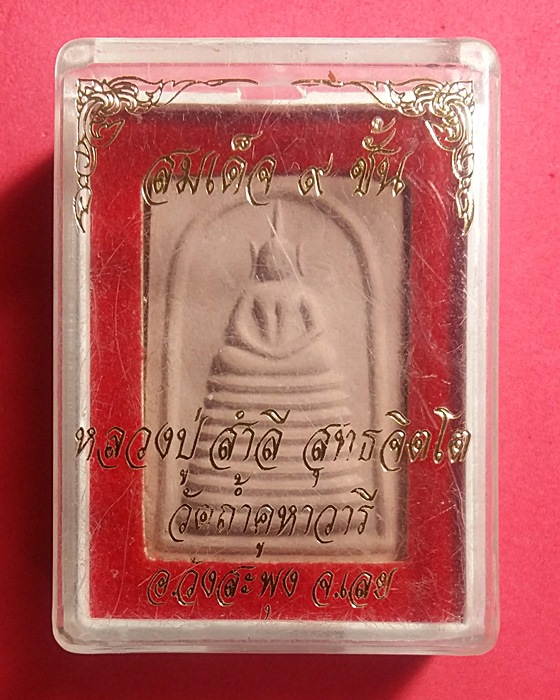 สมเด็จ ๙ ชั้น
หลวงปู่ สำลี สุทธจิตโต
วัดถ้ำคูหาวารี
อ.วังสะพุง จ.เลย